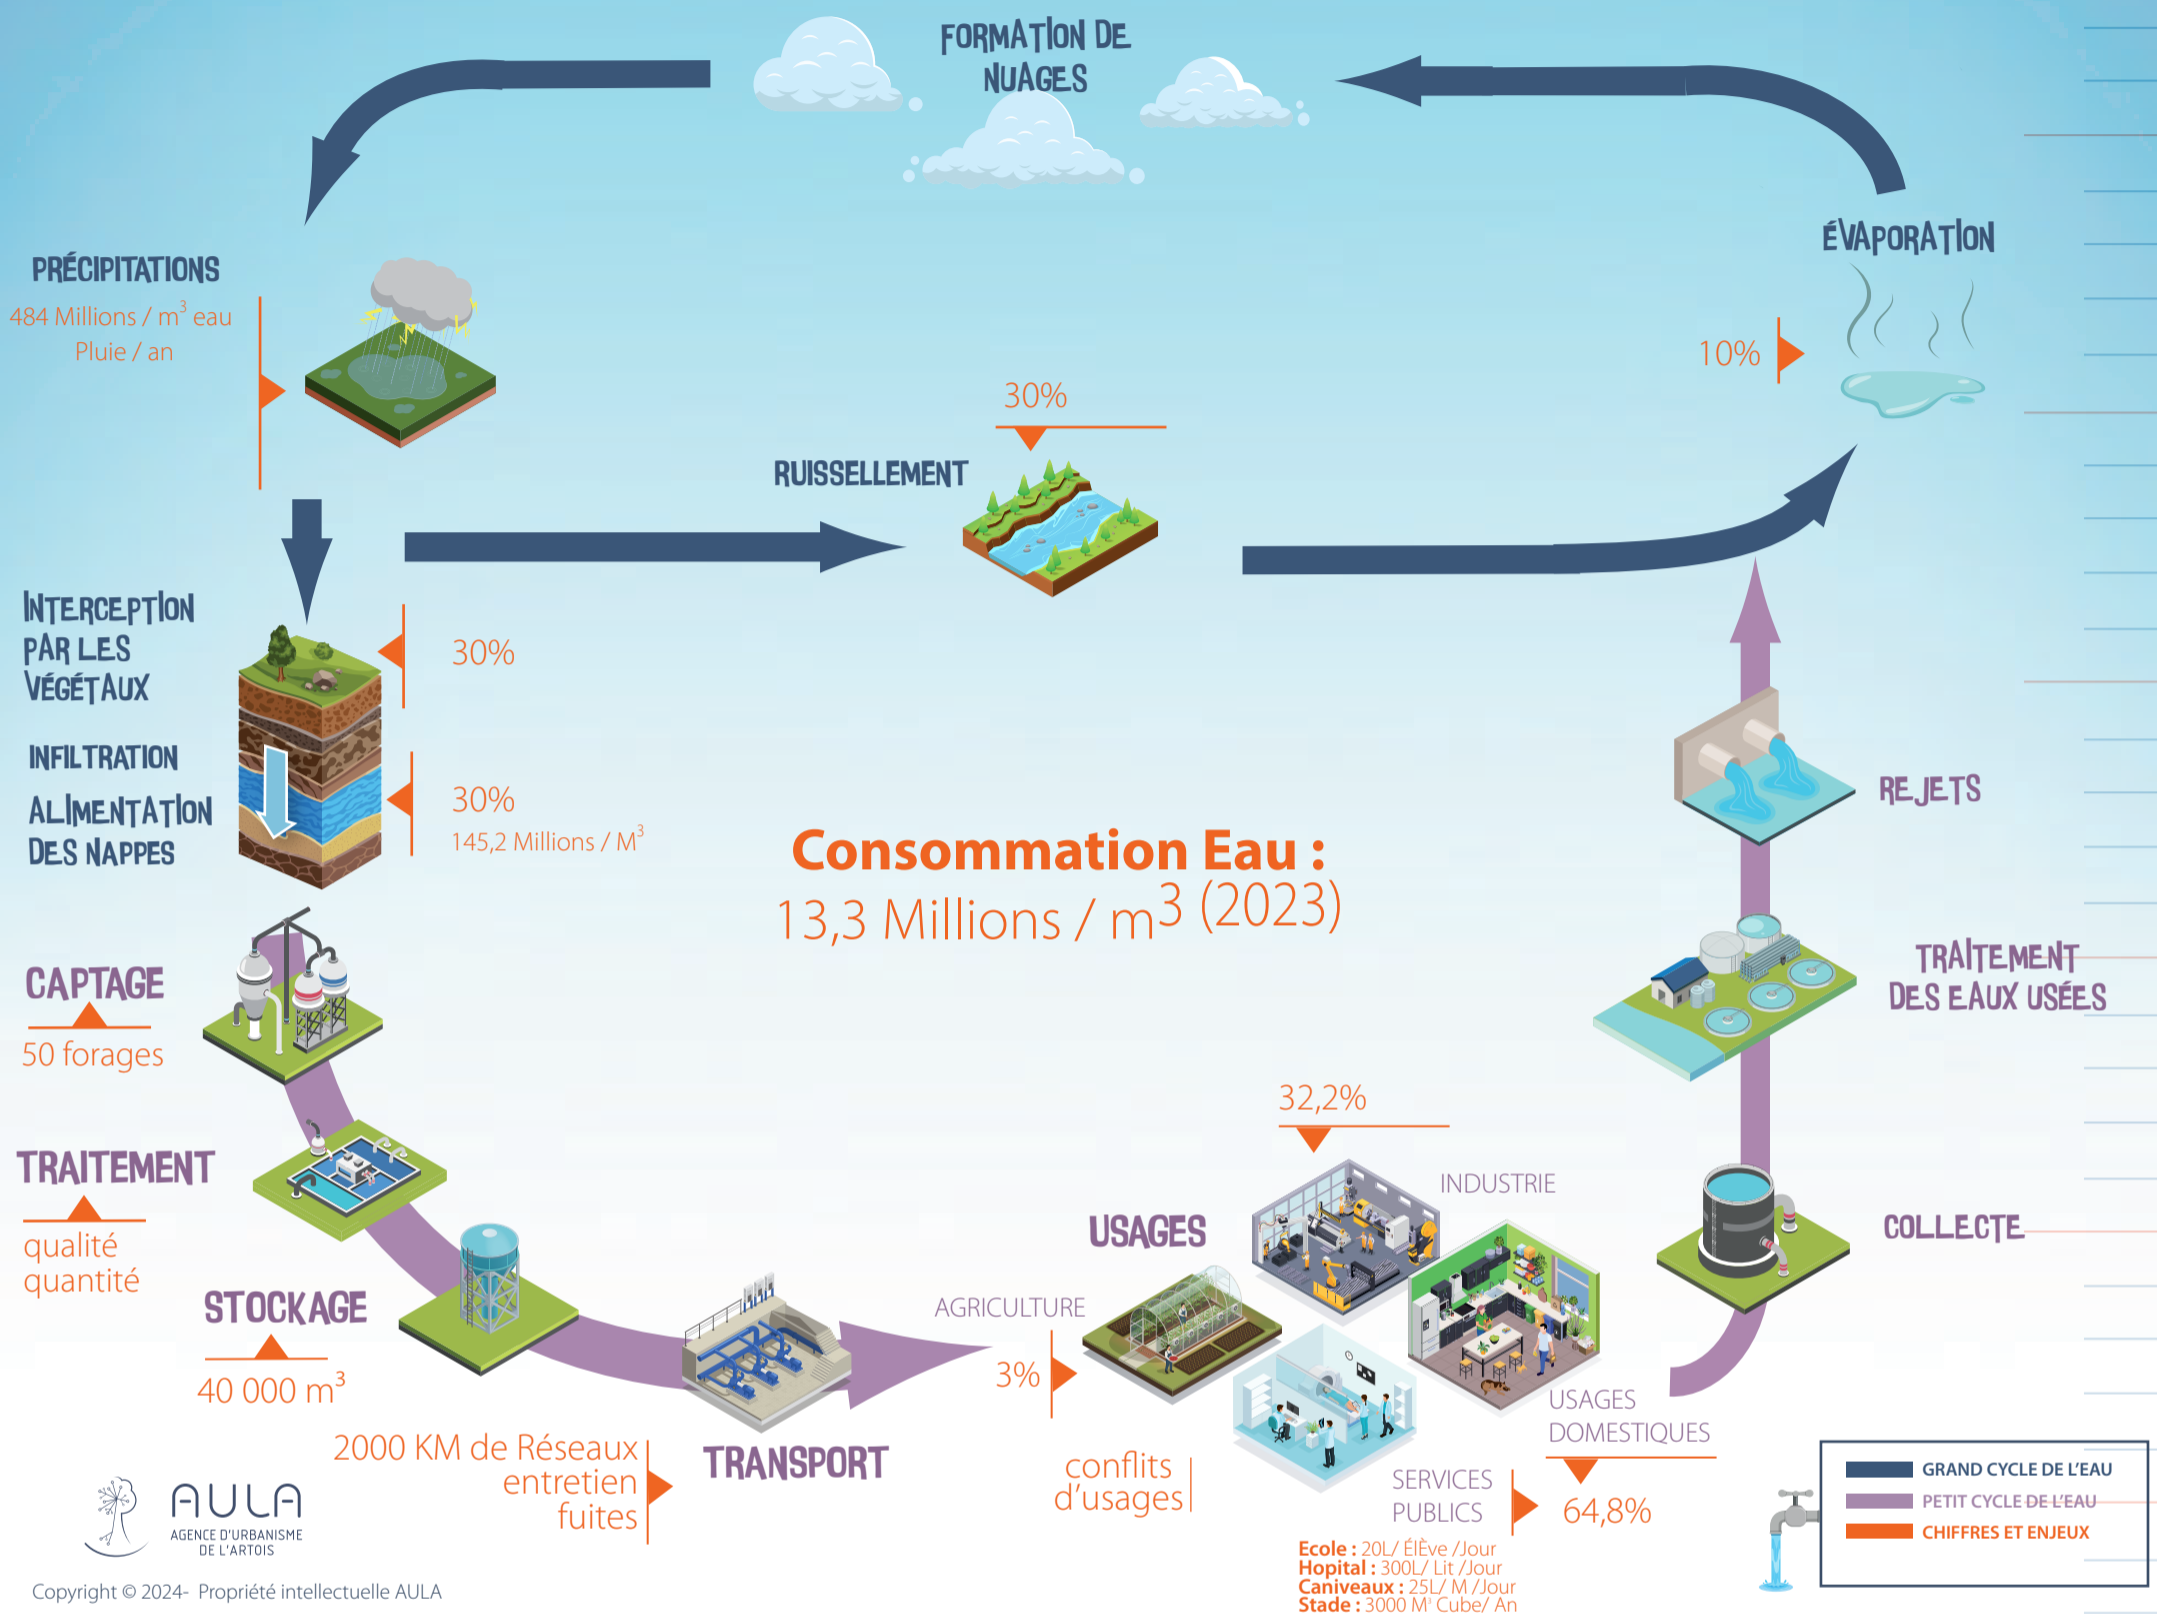 FORMATION DE
NUAGES
ÉVAPORATION
10%
PRÉCIPITATIONS
484 Millions / m³ eau
Pluie / an
30%
RUISSELLEMENT
INTERCEPTION
PAR LES
VÉGÉTAUX
30%
INFILTRATION
ALIMENTATION
DES NAPPES
30%
145,2 Millions / M³
Consommation Eau :
13,3 Millions / m³ (2023)
REJETS
TRAITEMENT
DES EAUX USÉES
COLLECTE
CAPTAGE
50 forages
TRAITEMENT
qualité
quantité
STOCKAGE
40 000 m³
2000 KM de Réseaux
entretien
fuites
TRANSPORT
USAGES
32,2%
INDUSTRIE
AGRICULTURE
3%
conflits
d'usages
USAGES
DOMESTIQUES
SERVICES
PUBLICS
64,8%
Ecole : 20L/ ÉlÈve /Jour
Hopital : 300L/ Lit /Jour
Caniveaux : 25L/ M /Jour
Stade : 3000 M³ Cube/ An
GRAND CYCLE DE L'EAU
PETIT CYCLE DE L'EAU
CHIFFRES ET ENJEUX
AULA
AGENCE D'URBANISME
DE L'ARTOIS
Copyright © 2024- Propriété intellectuelle AULA